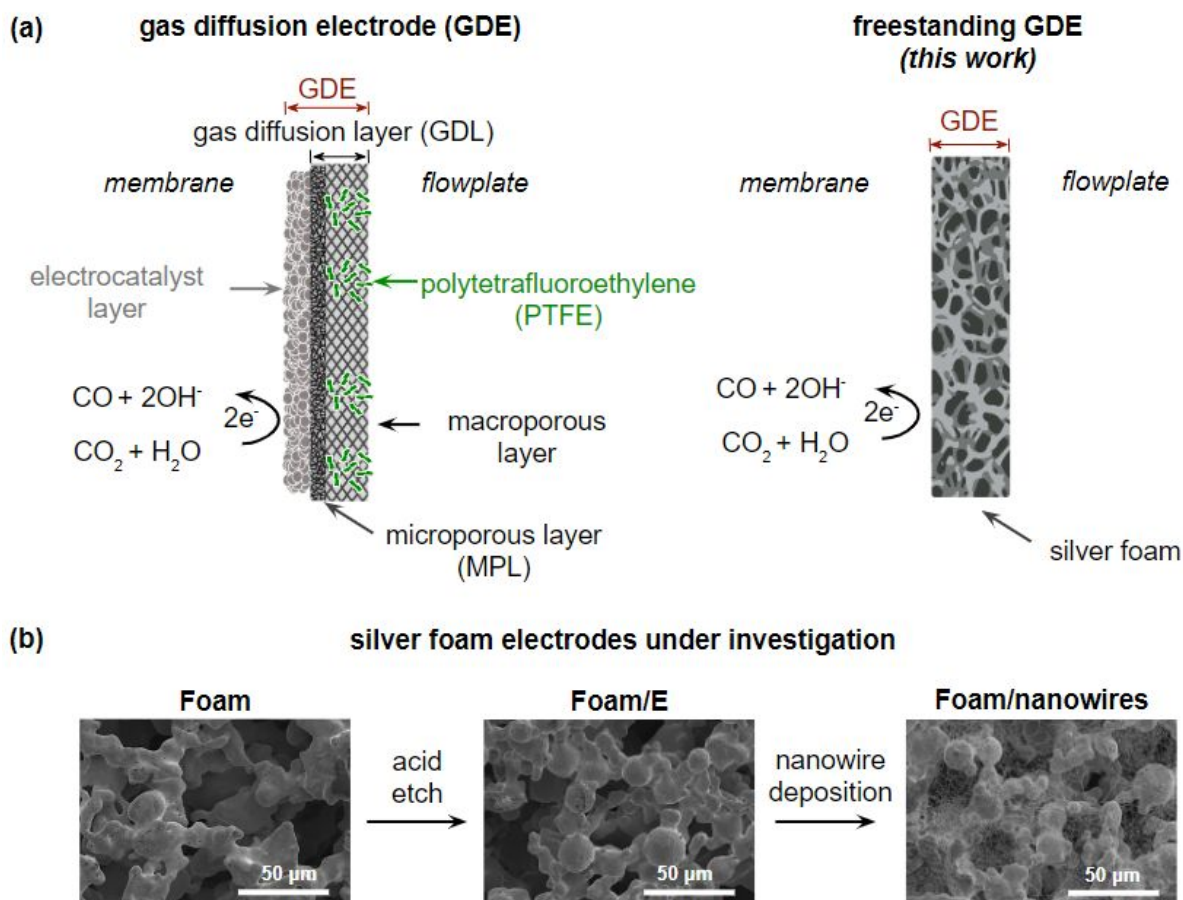 (a)
gas diffusion electrode (GDE)
GDE
gas diffusion layer (GDL)
membrane
flowplate
electrocatalyst
layer
polytetrafluoroethylene
(PTFE)
CO + 2OH⁻
2e⁻
CO₂ + H₂O
macroporous
layer
microporous layer
(MPL)
freestanding GDE
(this work)
GDE
membrane
flowplate
CO + 2OH⁻
2e⁻
CO₂ + H₂O
silver foam
(b)
silver foam electrodes under investigation
Foam
50 µm
acid
etch
Foam/E
50 µm
nanowire
deposition
Foam/nanowires
50 µm